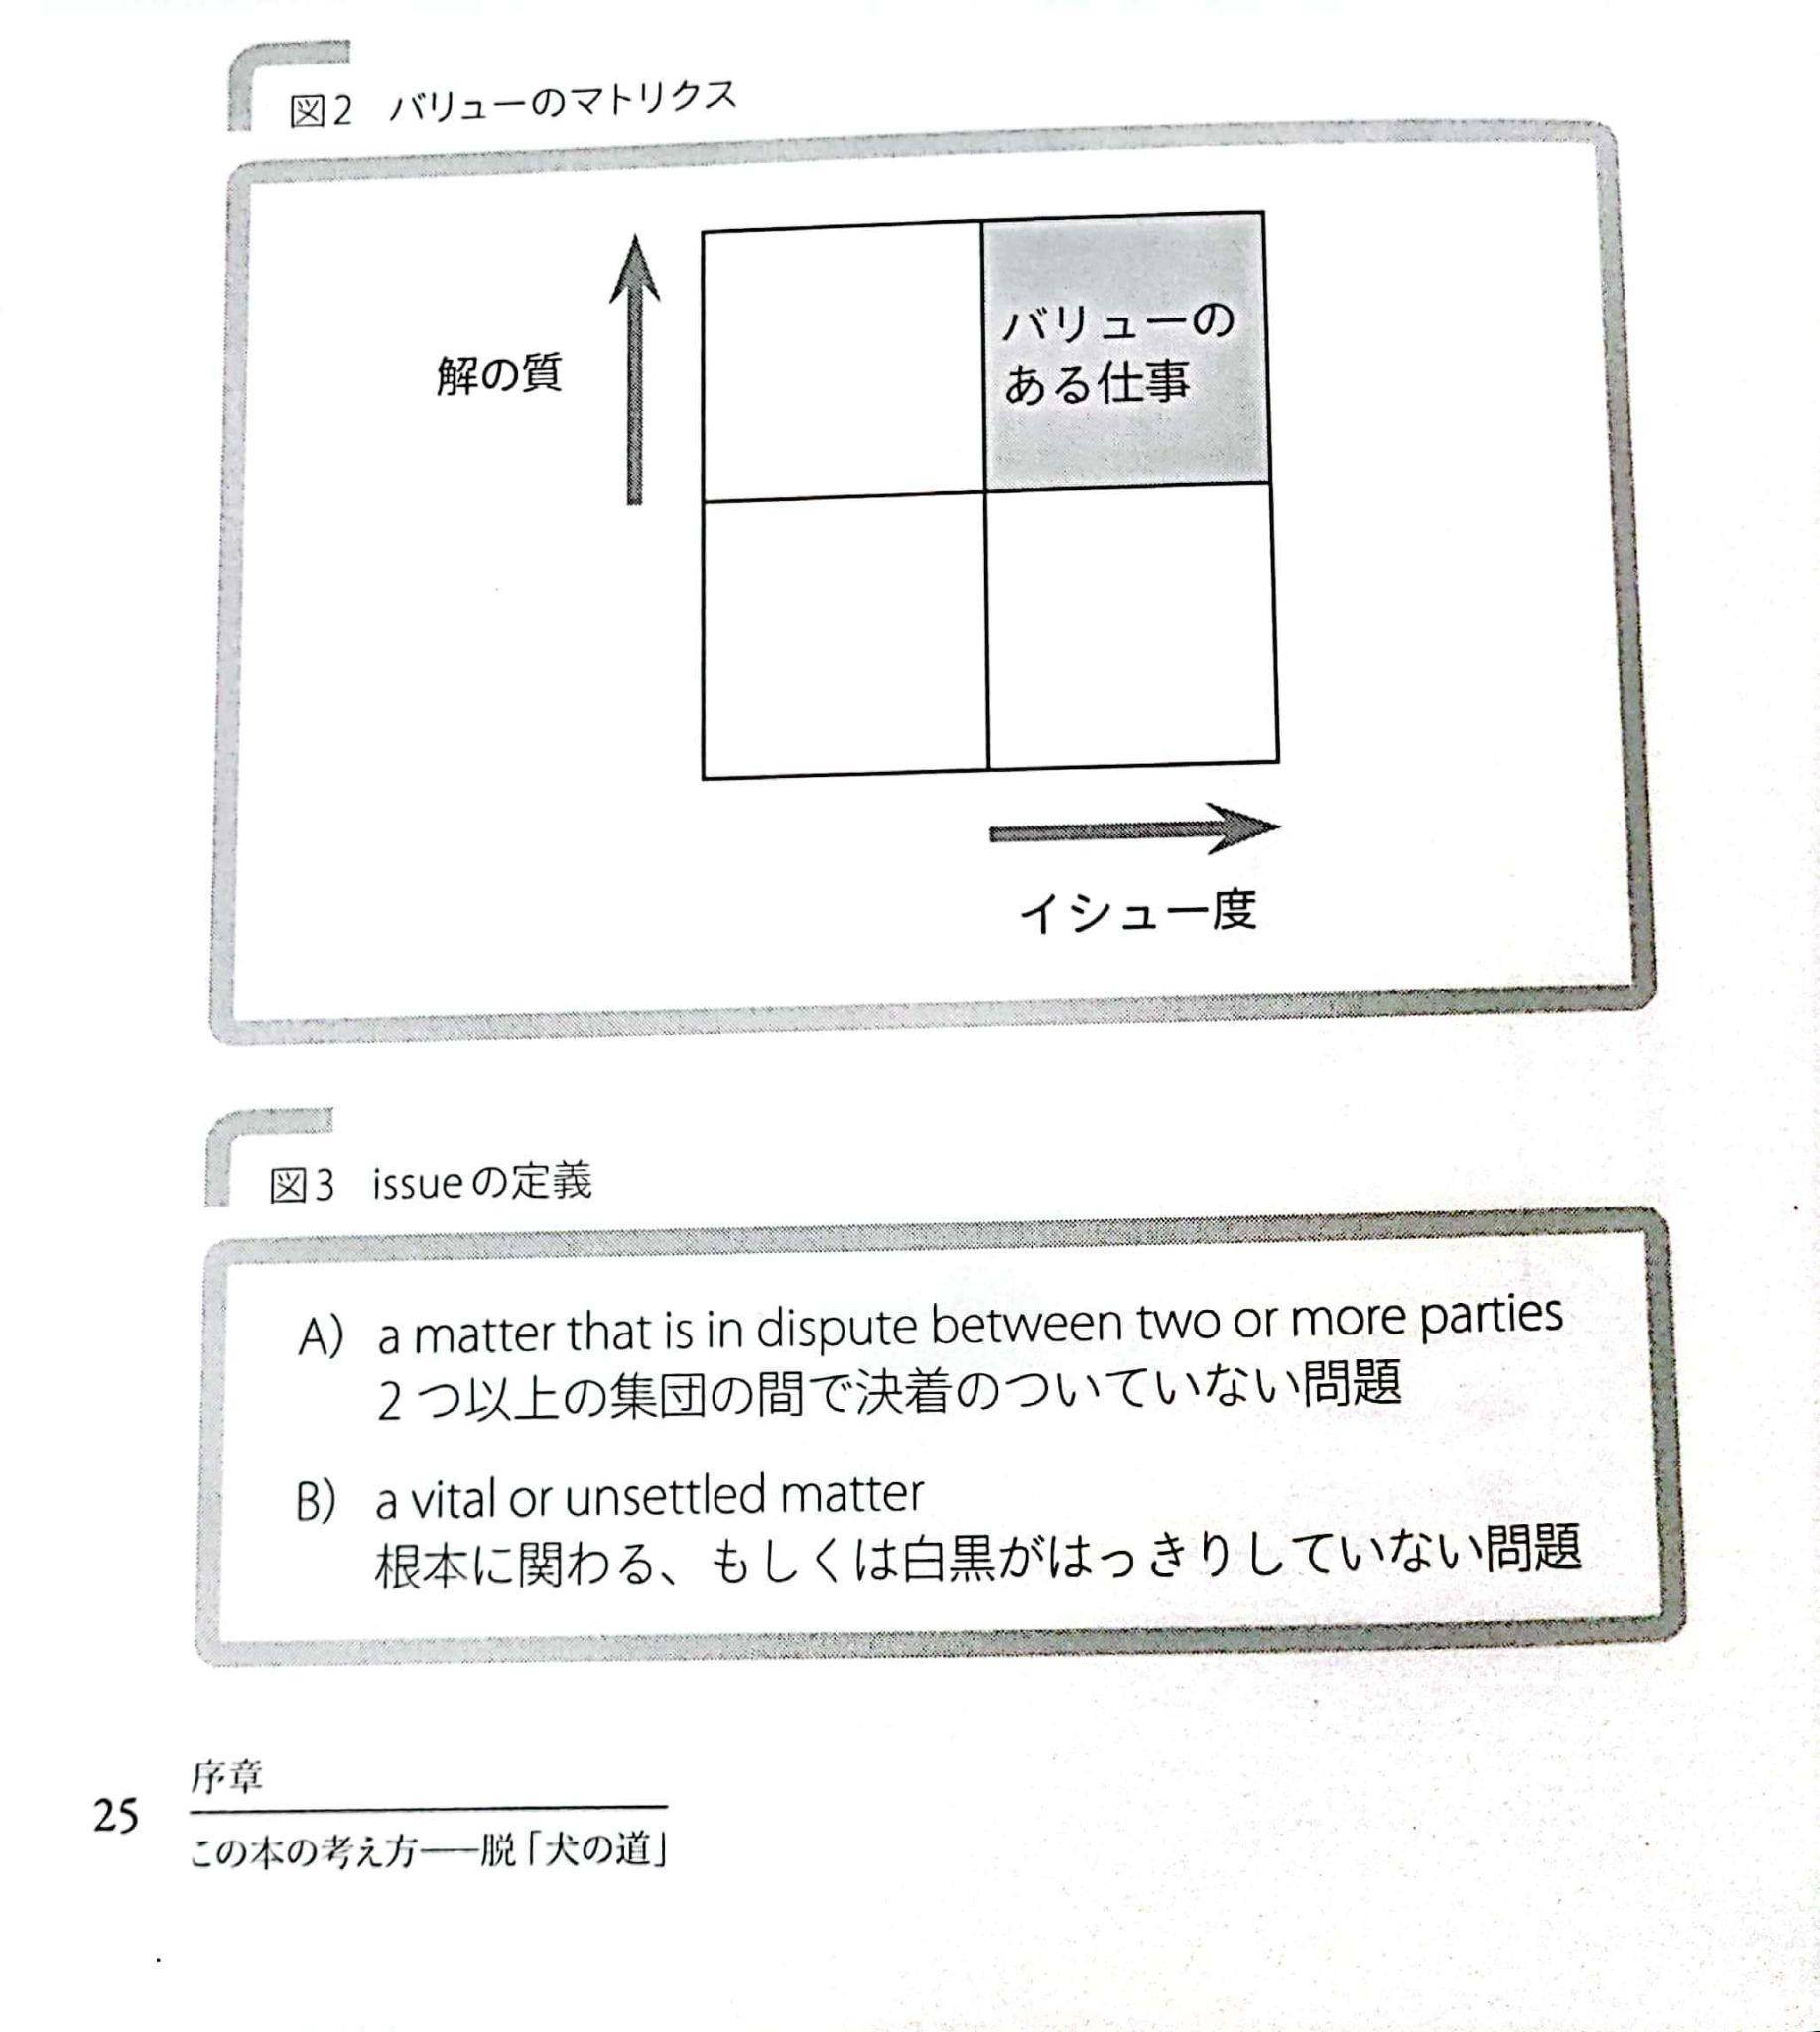 図2 バリューのマトリクス
解の質
バリューの
ある仕事
イシュー度
図3 issueの定義
A) a matter that is in dispute between two or more parties
2つ以上の集団の間で決着のついていない問題
B) a vital or unsettled matter
根本に関わる、もしくは白黒がはっきりしていない問題
序章
25
この本の考え方——脱「犬の道」